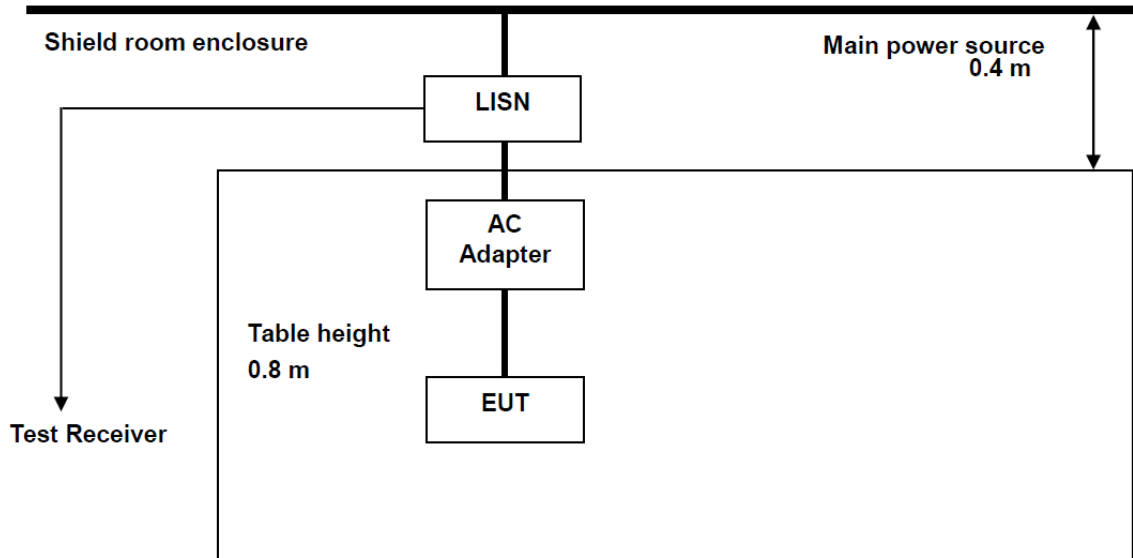 Shield room enclosure
Main power source
0.4 m
LISN
AC
Adapter
Table height
0.8 m
EUT
Test Receiver